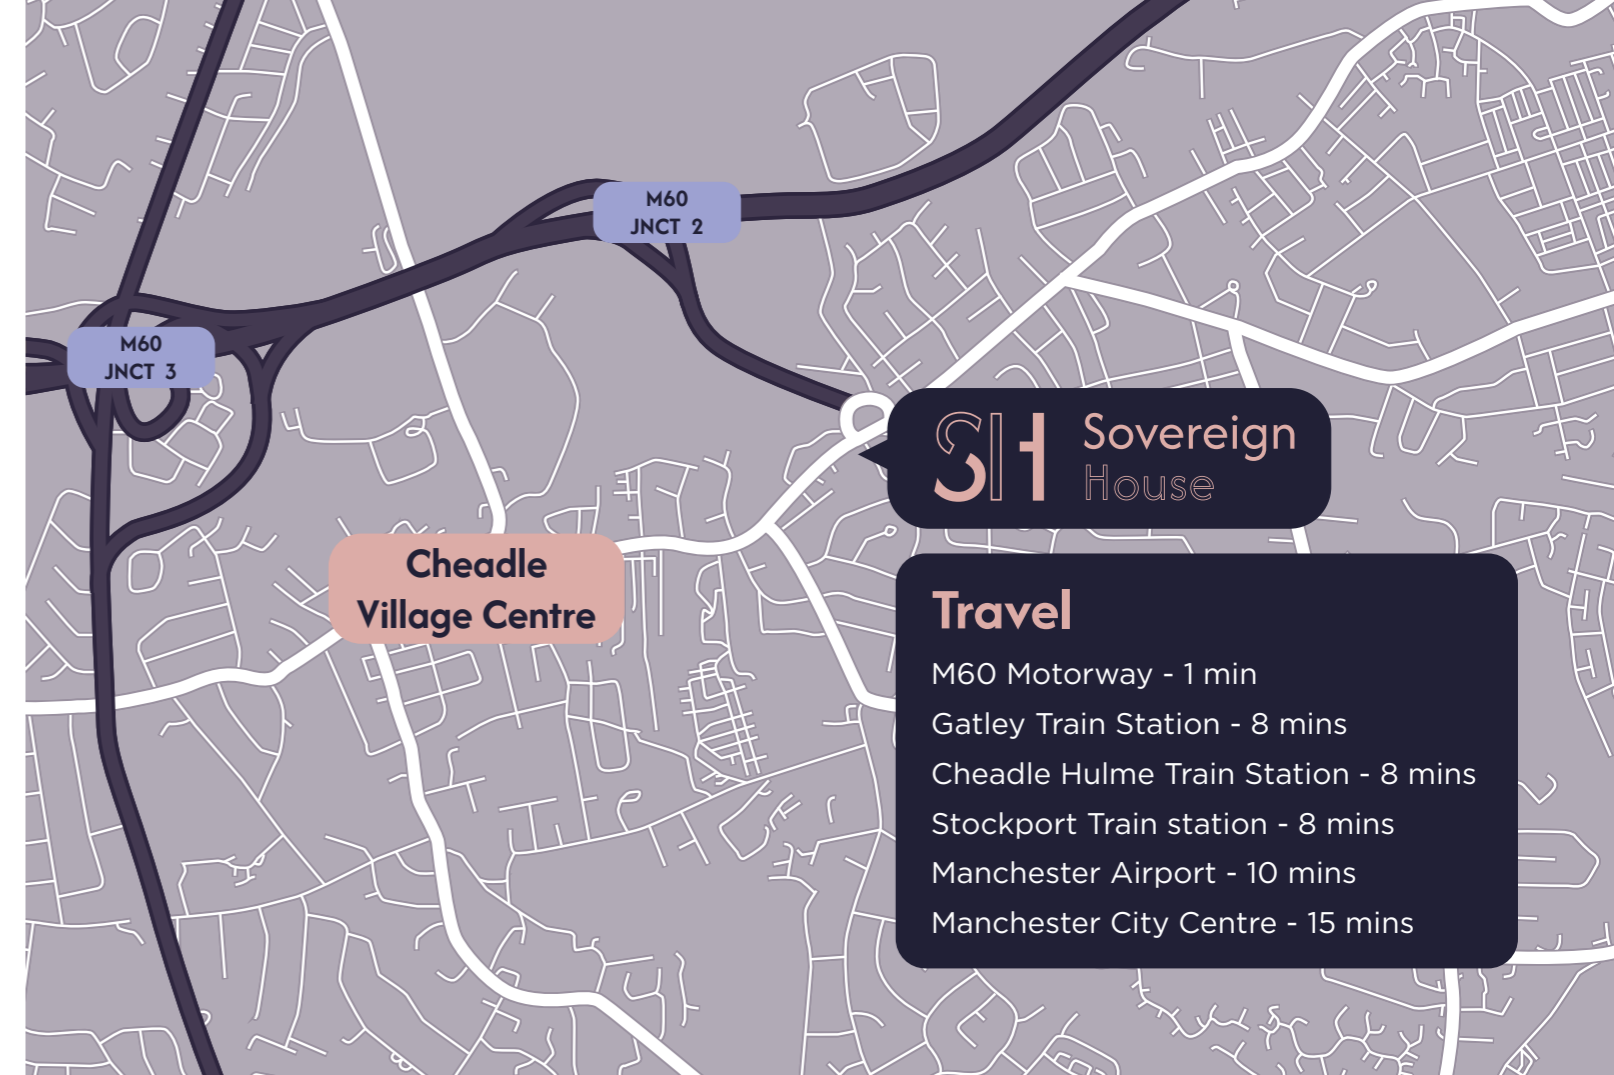 M60
JNCT 2
M60
JNCT 3
SH
Sovereign
House
Cheadle
Village Centre
Travel
M60 Motorway - 1 min
Gatley Train Station - 8 mins
Cheadle Hulme Train Station - 8 mins
Stockport Train station - 8 mins
Manchester Airport - 10 mins
Manchester City Centre - 15 mins